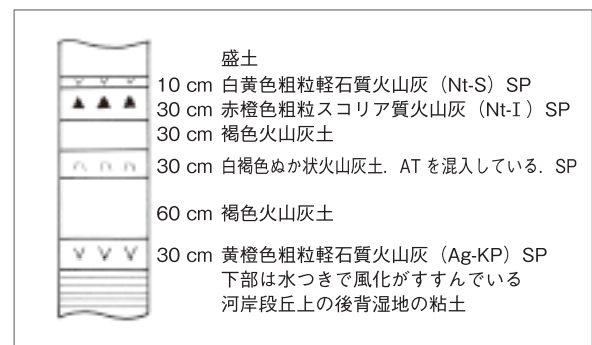 盛土
10 cm 白黄色粗粒軽石質火山灰（Nt-S）SP
30 cm 赤橙色粗粒スコリア質火山灰（Nt-I）SP
30 cm 褐色火山灰土
30 cm 白褐色ぬか状火山灰土．AT を混入している．SP
60 cm 褐色火山灰土
30 cm 黄橙色粗粒軽石質火山灰（Ag-KP）SP
下部は水つきで風化がすすんでいる
河岸段丘上の後背湿地の粘土